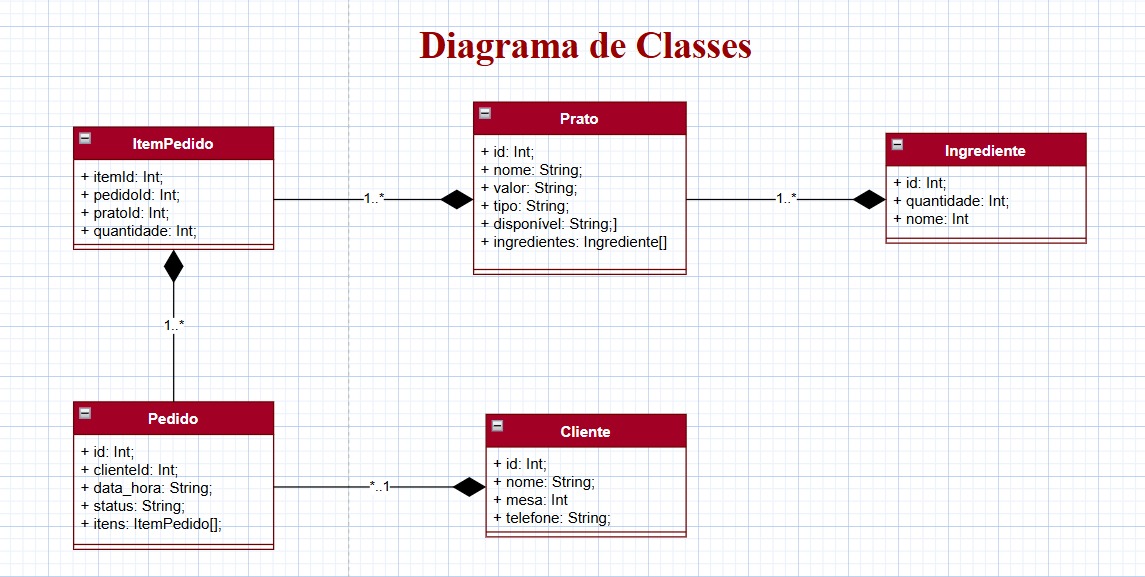 Diagrama de Classes
ItemPedido
+ itemId: Int;
+ pedidoId: Int;
+ pratoId: Int;
+ quantidade: Int;
1..*
Prato
+ id: Int;
+ nome: String;
+ valor: String;
+ tipo: String;
+ disponível: String;]
+ ingredientes: Ingrediente[]
1..*
Ingrediente
+ id: Int;
+ quantidade: Int;
+ nome: Int
1..*
Pedido
+ id: Int;
+ clienteId: Int;
+ data_hora: String;
+ status: String;
+ itens: ItemPedido[];
*..1
Cliente
+ id: Int;
+ nome: String;
+ mesa: Int
+ telefone: String;